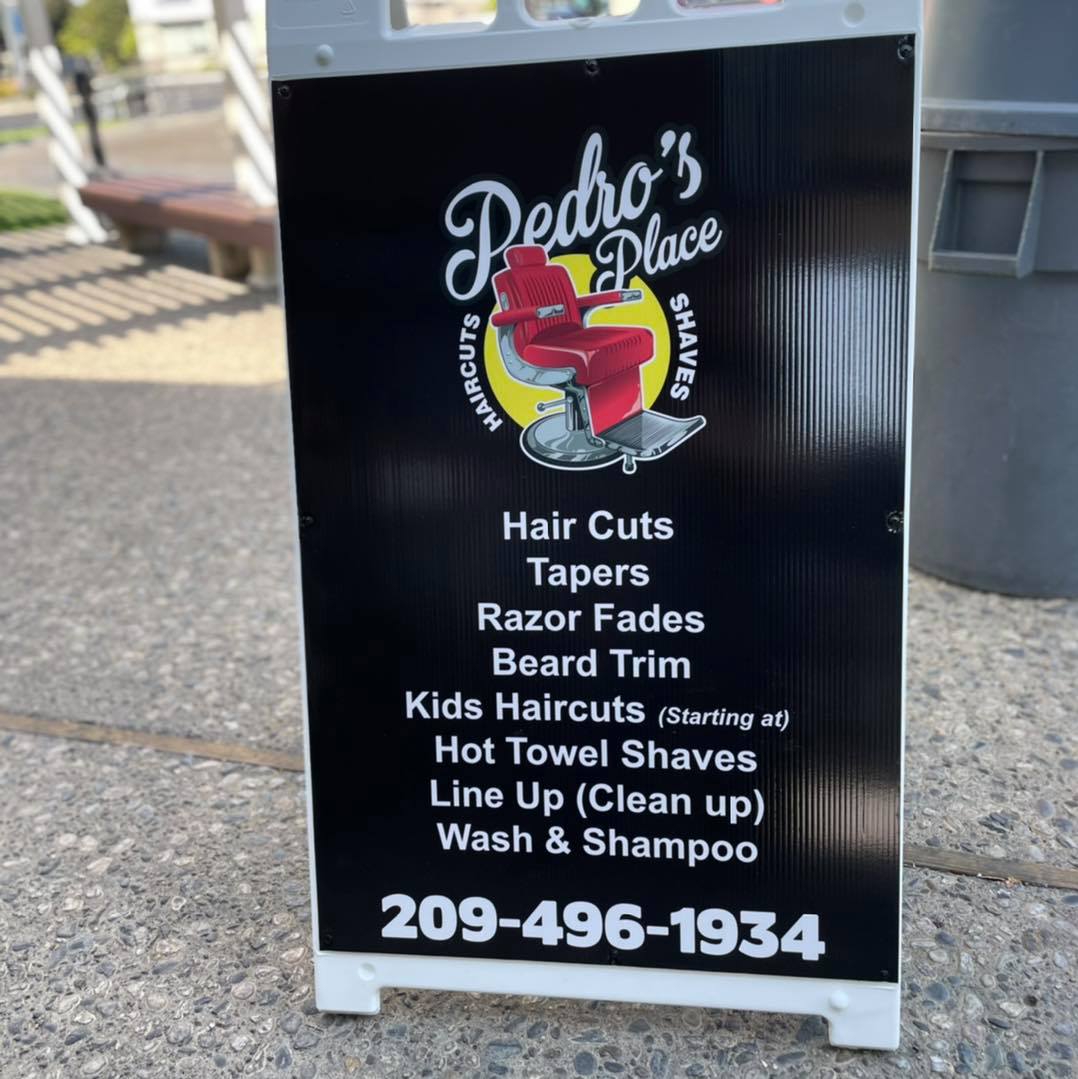 Pedro's
Place
HAIRCUTS
SHAVES
Hair Cuts
Tapers
Razor Fades
Beard Trim
Kids Haircuts (Starting at)
Hot Towel Shaves
Line Up (Clean up)
Wash & Shampoo
209-496-1934